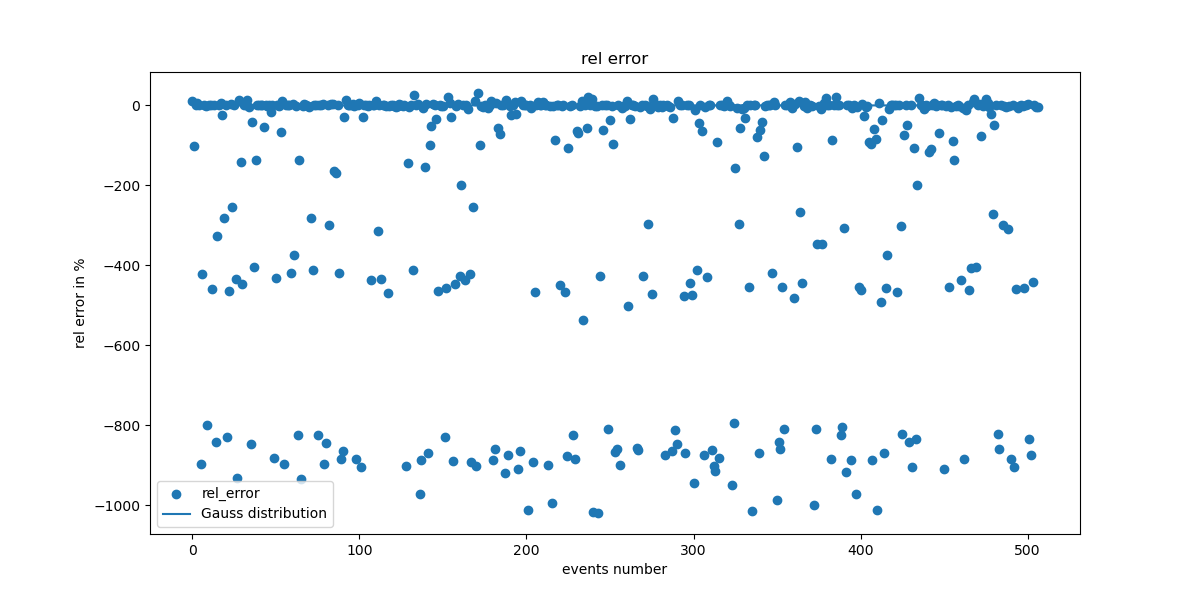 rel error
0
−200
−400
−600
−800
−1000
rel error in %
rel_error
Gauss distribution
0 100 200 300 400 500
events number